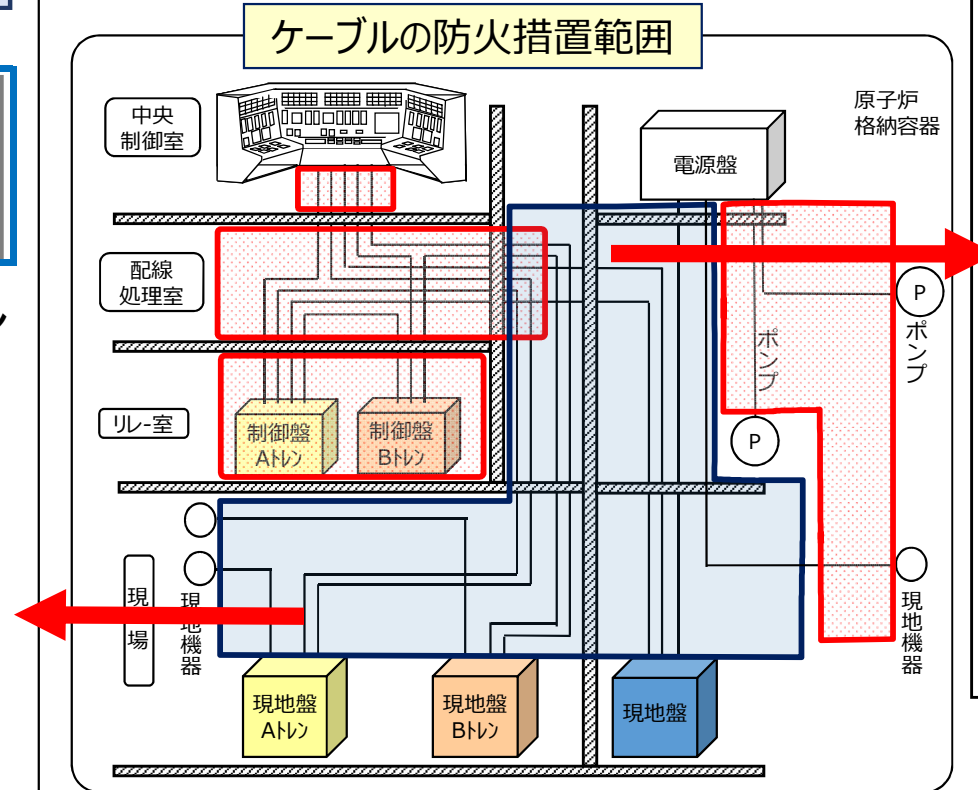 ケーブルの防火措置範囲
中央
制御室
原子炉
格納容器
電源盤
配線
処理室
P
ポンプ
ポンプ
P
リレ-室
制御盤
Aトレン
制御盤
Bトレン
現場
現地機器
現地機器
現地盤
Aトレン
現地盤
Bトレン
現地盤